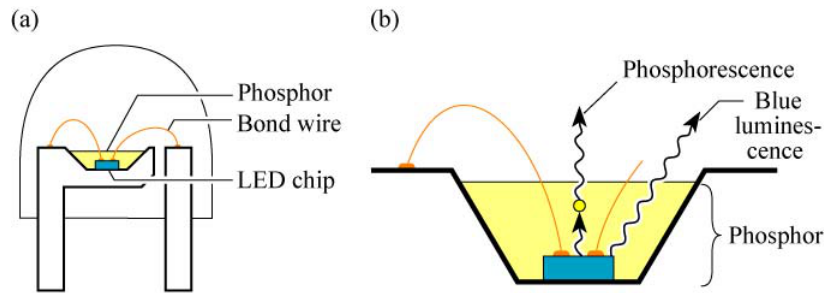 (a)
Phosphor
Bond wire
LED chip
(b)
Phosphorescence
Blue
lumines-
cence
Phosphor